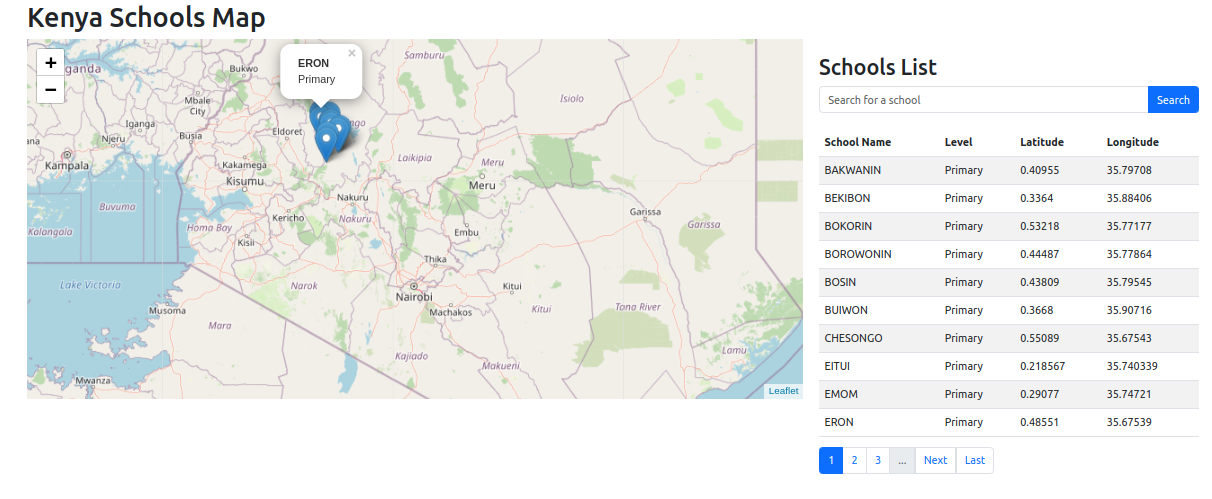 Kenya Schools Map
+
−
ERON
Primary
×
Samburu
ganda
Bukwo
Isiolo
Mbale
City
Iganga
Njeru
Busia
Eldoret
ngo
ana
Kampala
Kakamega
Kisumu
Laikipia
Meru
Meru
Buvuma
Kalangala
Homa Bay
Kericho
Nakuru
Nakuru
Kisii
Embu
Garissa
Garissa
Thika
Lake Victoria
Musoma
Narok
Nairobi
Machakos
Kitui
Kitui
Tana River
Mara
Kajiado
Makueni
Lamu
Mwanza
Leaflet
Schools List
Search for a school
Search
School Name Level Latitude Longitude
BAKWANIN Primary 0.40955 35.79708
BEKIBON Primary 0.3364 35.88406
BOKORIN Primary 0.53218 35.77177
BOROWONIN Primary 0.44487 35.77864
BOSIN Primary 0.43809 35.79545
BUIWON Primary 0.3668 35.90716
CHESONGO Primary 0.55089 35.67543
EITUI Primary 0.218567 35.740339
EMOM Primary 0.29077 35.74721
ERON Primary 0.48551 35.67539
1 2 3 ... Next Last